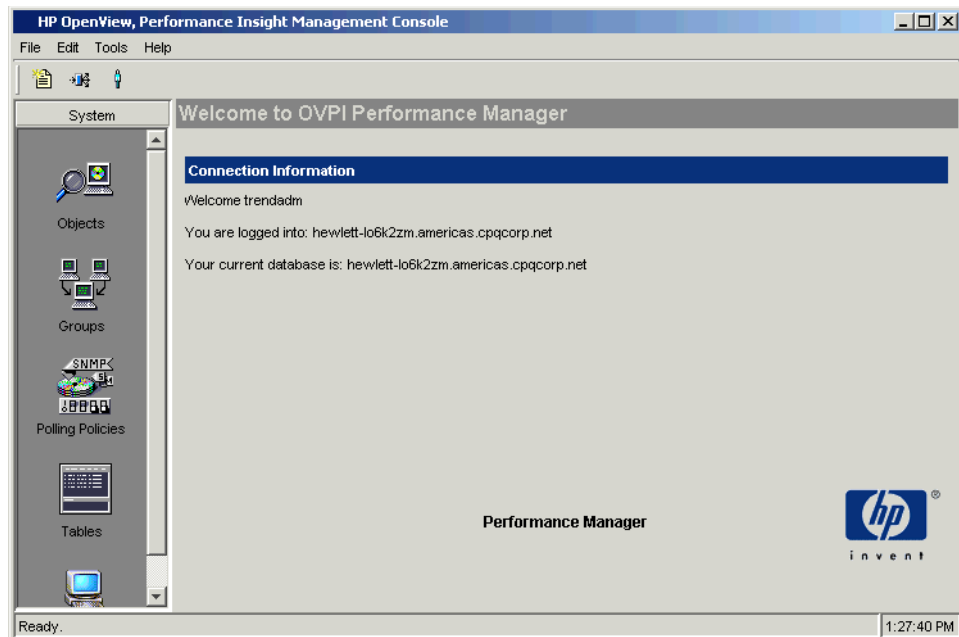 HP OpenView, Performance Insight Management Console
File Edit Tools Help
System
Welcome to OVPI Performance Manager
Objects
Groups
SNMP
Polling Policies
Tables
Connection Information
Welcome trendadm
You are logged into: hewlett-lo6k2zm.americas.cpqcorp.net
Your current database is: hewlett-lo6k2zm.americas.cpqcorp.net
Performance Manager
hp
®
invent
Ready.
1:27:40 PM